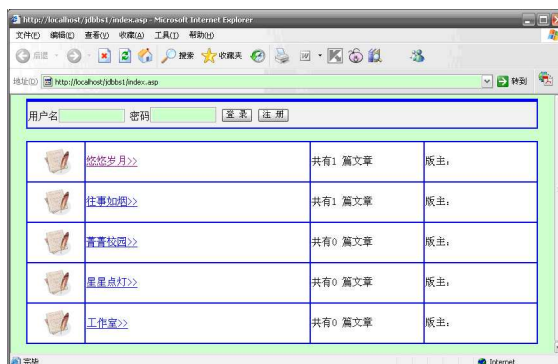 http://localhost/jdbbs1/index.asp - Microsoft Internet Explorer
文件(F) 编辑(E) 查看(V) 收藏(A) 工具(T) 帮助(H)
后退 搜索 收藏夹
地址(D) http://localhost/jdbbs1/index.asp 转到
用户名 密码 登 录 注 册
悠悠岁月>> 共有1 篇文章 版主:
往事如烟>> 共有1 篇文章 版主:
菁菁校园>> 共有0 篇文章 版主:
星星点灯>> 共有0 篇文章 版主:
工作室>> 共有0 篇文章 版主:
完毕 Internet